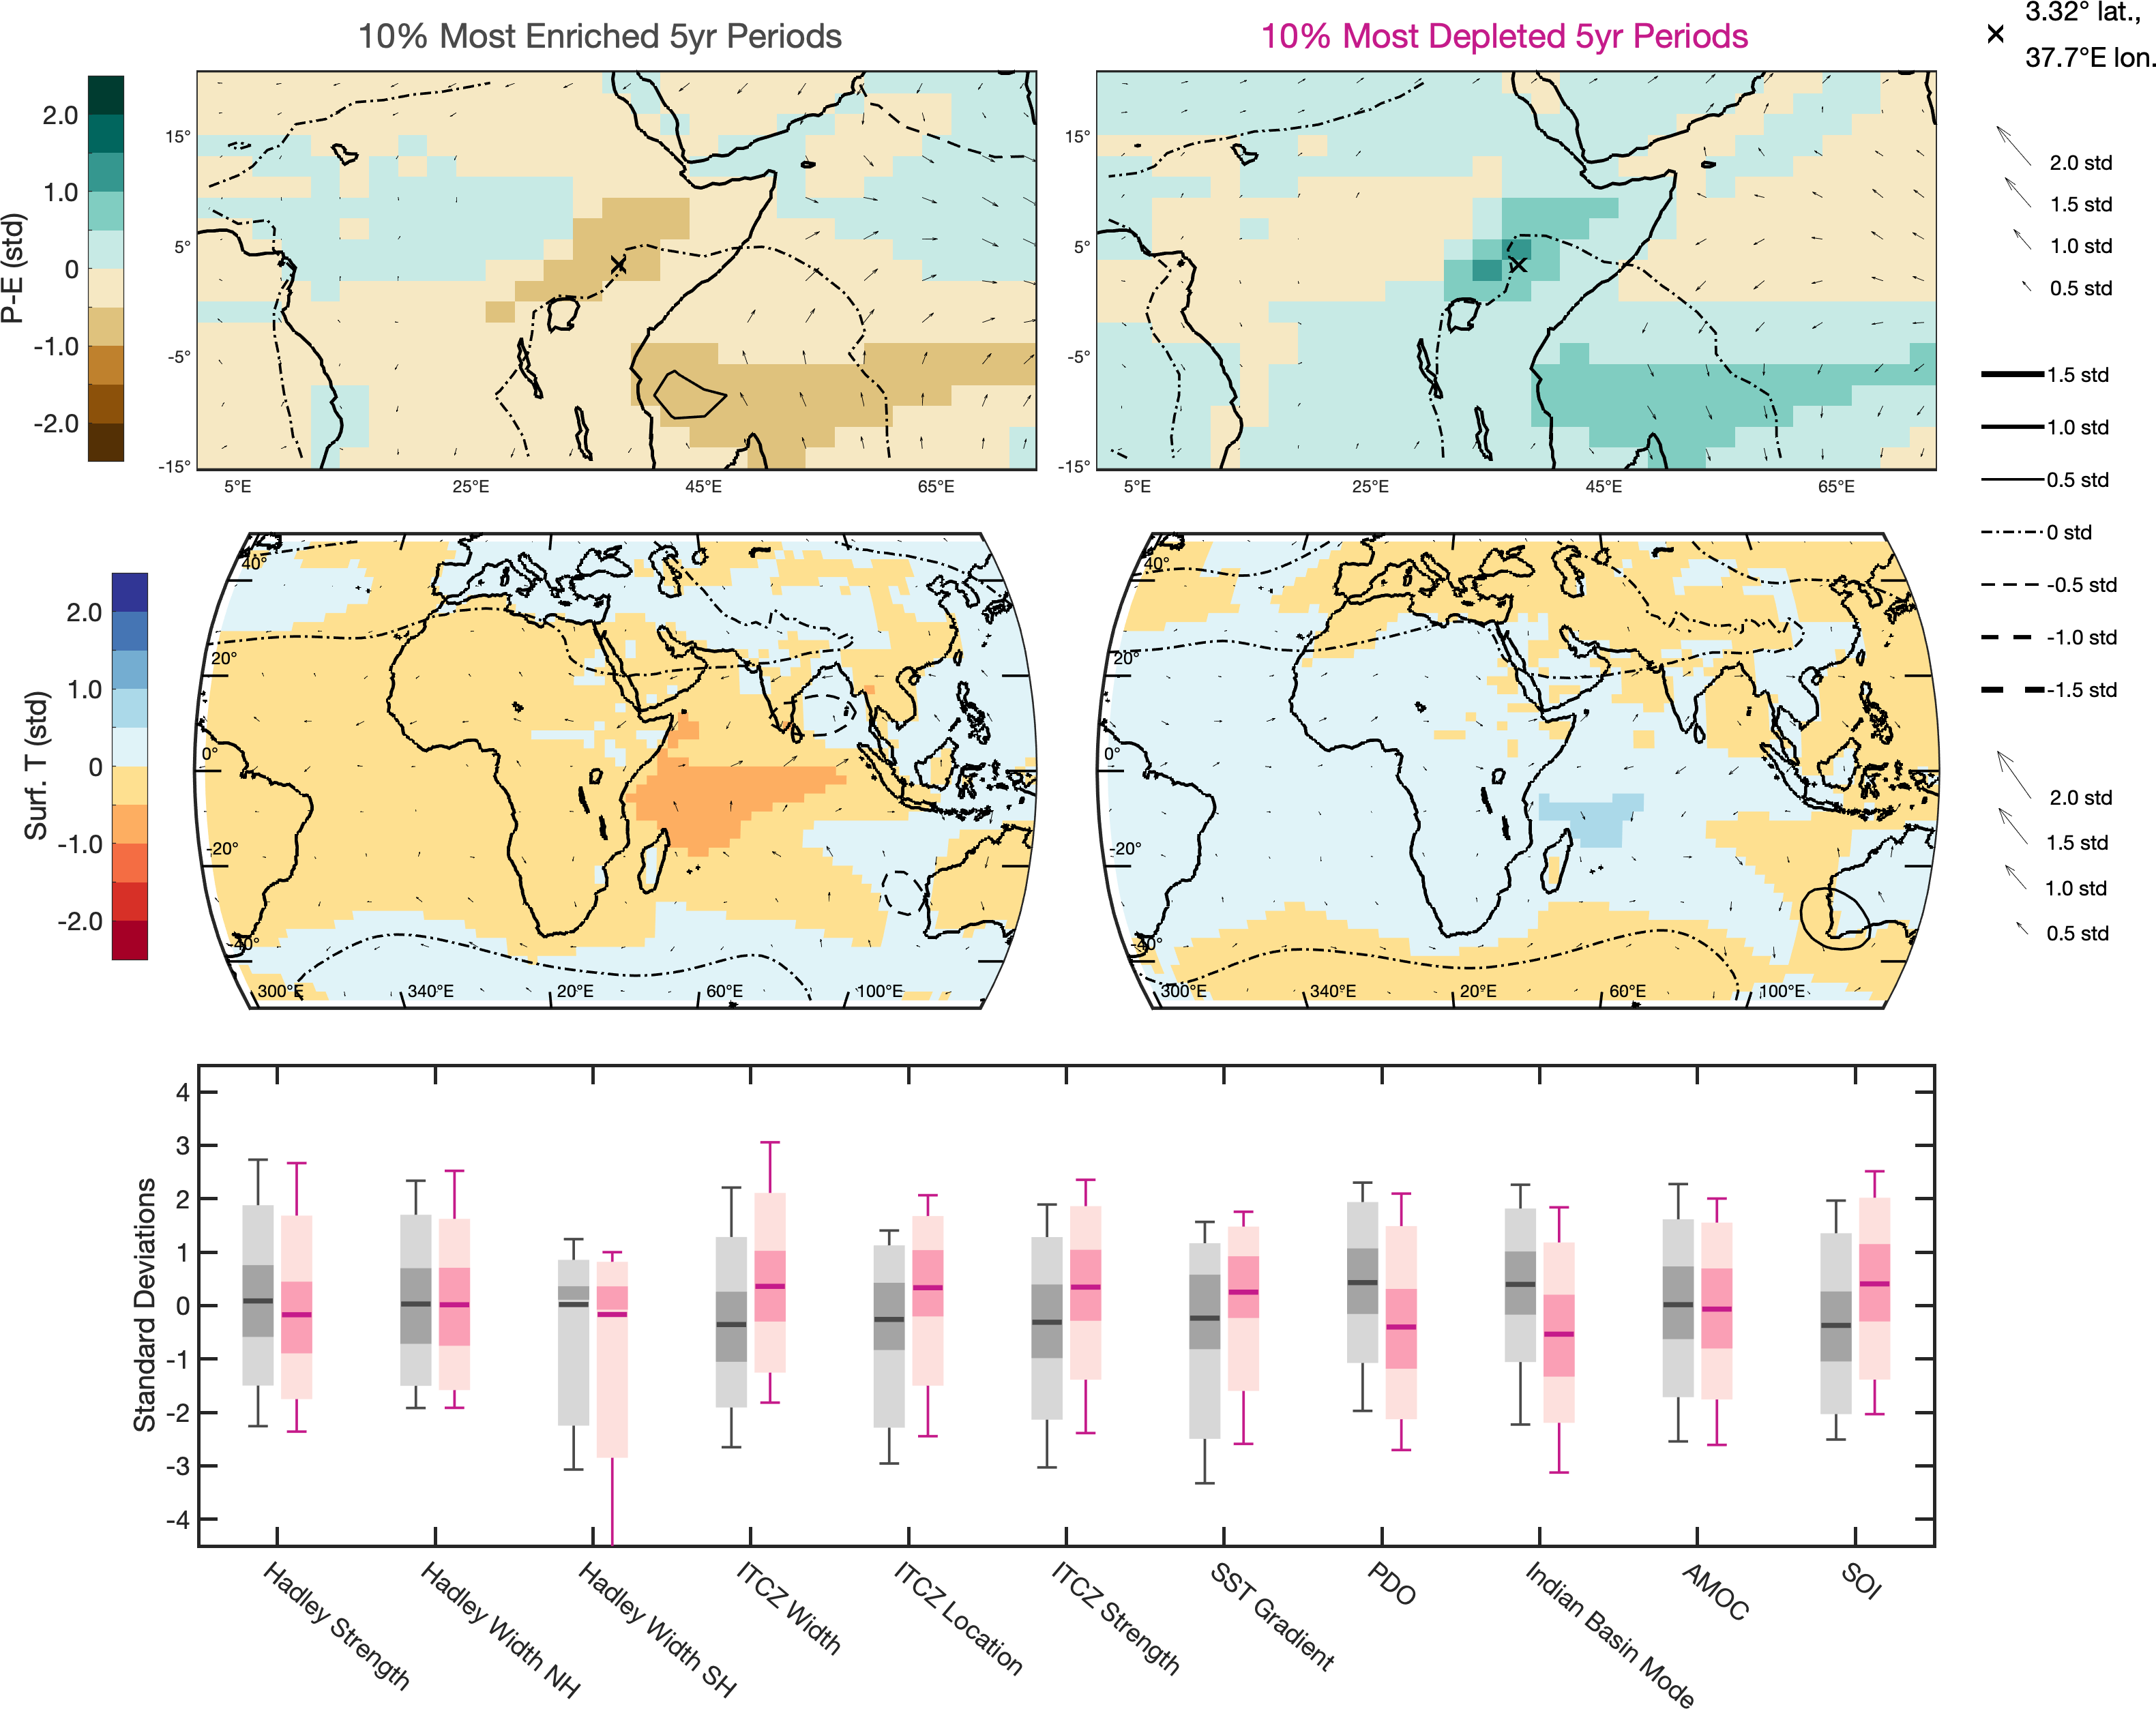 10% Most Enriched 5yr Periods
10% Most Depleted 5yr Periods
3.32° lat.,
37.7°E lon.
P-E (std)
2.0
1.0
0
-1.0
-2.0
15°
5°
-5°
-15°
5°E
25°E
45°E
65°E
15°
5°
-5°
-15°
5°E
25°E
45°E
65°E
2.0 std
1.5 std
1.0 std
0.5 std
1.5 std
1.0 std
0.5 std
0 std
-0.5 std
-1.0 std
-1.5 std
Surf. T (std)
2.0
1.0
0
-1.0
-2.0
40°
20°
0°
-20°
-40°
300°E
340°E
20°E
60°E
100°E
40°
20°
0°
-20°
-40°
300°E
340°E
20°E
60°E
100°E
2.0 std
1.5 std
1.0 std
0.5 std
Standard Deviations
4
3
2
1
0
-1
-2
-3
-4
Hadley Strength
Hadley Width NH
Hadley Width SH
ITCZ Width
ITCZ Location
ITCZ Strength
SST Gradient
PDO
Indian Basin Mode
AMOC
SOI